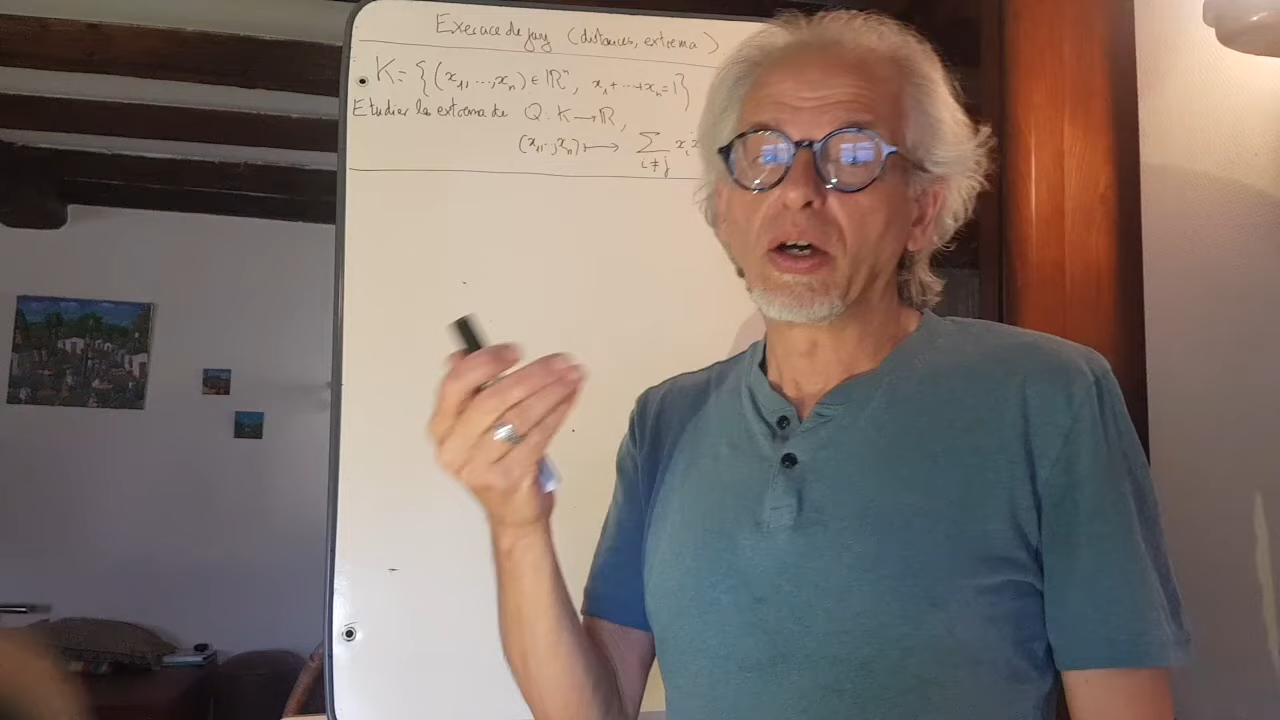 Exercice de jury (distances, extrema)
• K = {(x₁, ..., xₙ) ∈ ℝⁿ, x₁ + ... + xₙ = 1}
Etudier les extrema de Q : K → ℝ,
(x₁, .., xₙ) ↦ ∑ xᵢ
i ≠ j